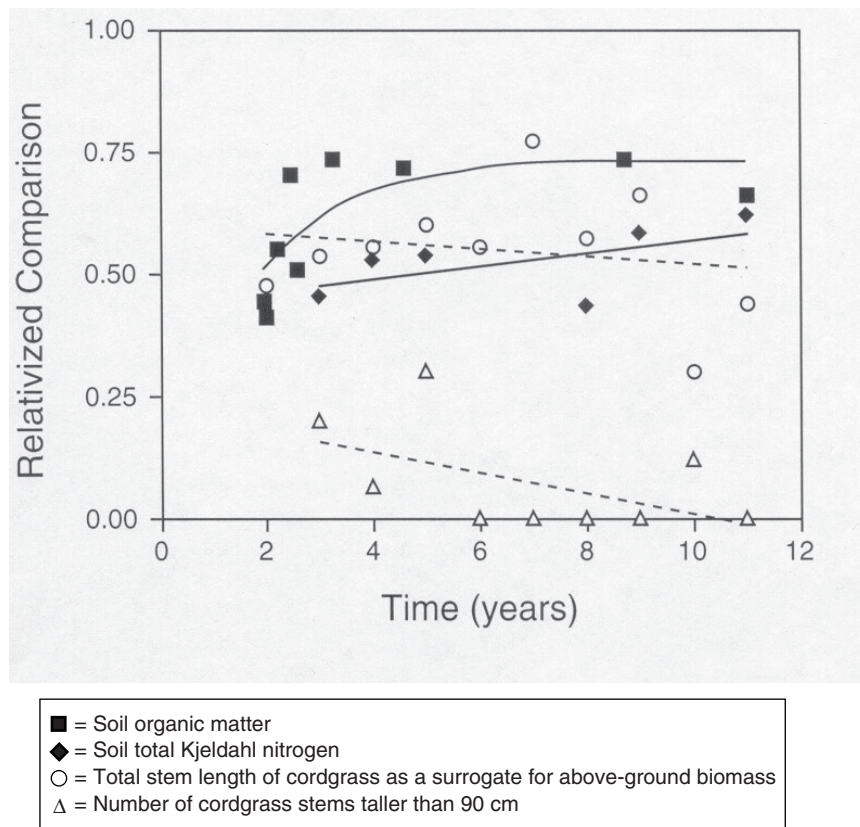 1.00
0.75
0.50
0.25
0.00
Relativized Comparison
0 2 4 6 8 10 12
Time (years)
■ = Soil organic matter
◆ = Soil total Kjeldahl nitrogen
○ = Total stem length of cordgrass as a surrogate for above-ground biomass
△ = Number of cordgrass stems taller than 90 cm